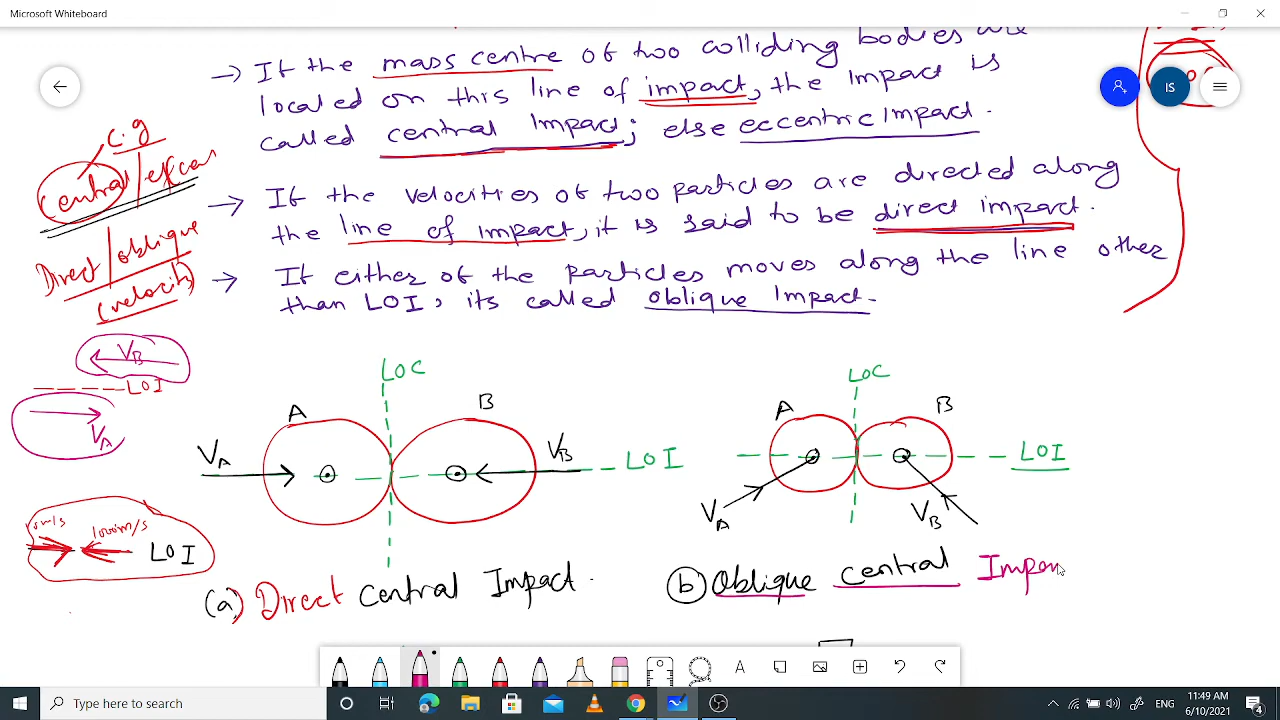 Microsoft Whiteboard
→ If the mass centre of two colliding bodies are
located on this line of impact, the impact is
called central Impact; else eccentric Impact.
IS
C.g
central/
→ If the velocities of two particles are directed along
the line of impact, it is said to be direct impact.
Direct/oblique
(velocity)
→ If either of the particles moves along the line other
than LOI, its called oblique Impact.
VB
LOI
VA
LOC
A
B
VA
VB
LOI
LOC
A
B
LOI
VA
VB
1000m/s
LOI
(a) Direct Central Impact.
(b) Oblique Central Impa
A
Type here to search
ENG
11:49 AM
6/10/2021
4